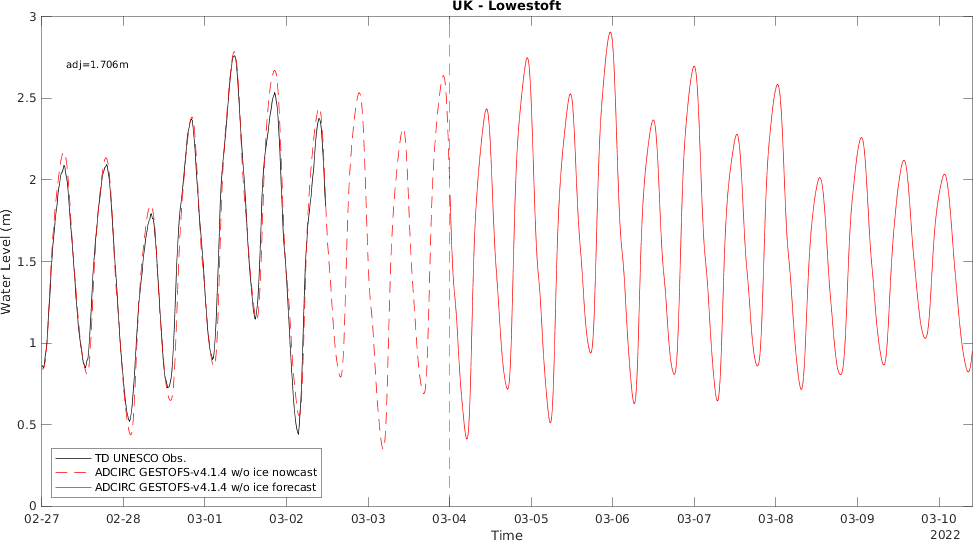 UK - Lowestoft
adj=1.706m
Water Level (m)
3
2.5
2
1.5
1
0.5
0
TD UNESCO Obs.
ADCIRC GESTOFS-v4.1.4 w/o ice nowcast
ADCIRC GESTOFS-v4.1.4 w/o ice forecast
02-27 02-28 03-01 03-02 03-03 03-04 03-05 03-06 03-07 03-08 03-09 03-10
2022
Time